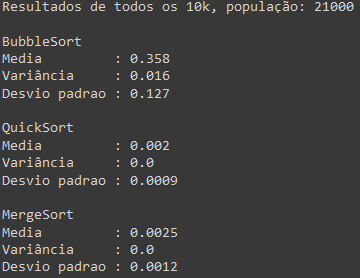 Resultados de todos os 10k, população: 21000
BubbleSort
Media : 0.358
Variância : 0.016
Desvio padrao : 0.127
QuickSort
Media : 0.002
Variância : 0.0
Desvio padrao : 0.0009
MergeSort
Media : 0.0025
Variância : 0.0
Desvio padrao : 0.0012